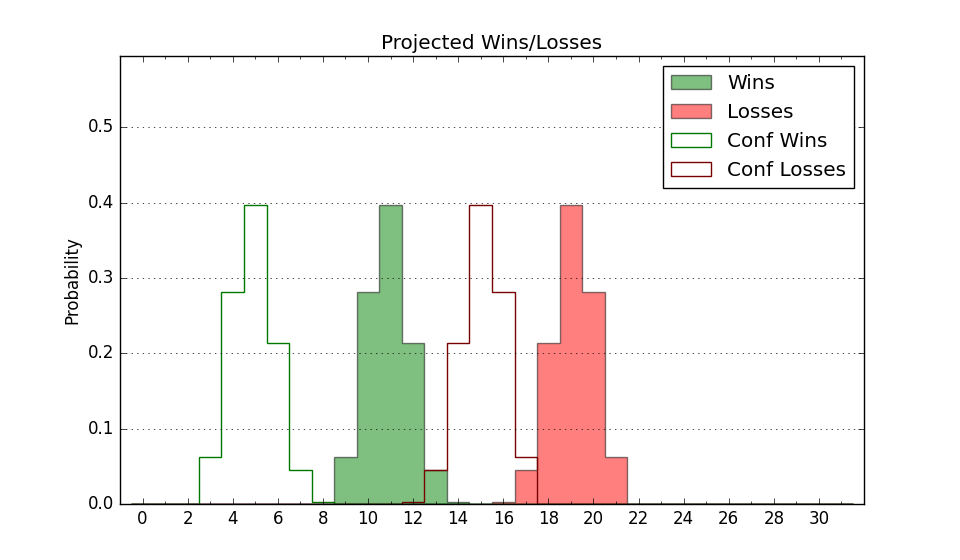 Projected Wins/Losses
Wins
Losses
Conf Wins
Conf Losses
Probability
0.5
0.4
0.3
0.2
0.1
0.0
0 2 4 6 8 10 12 14 16 18 20 22 24 26 28 30